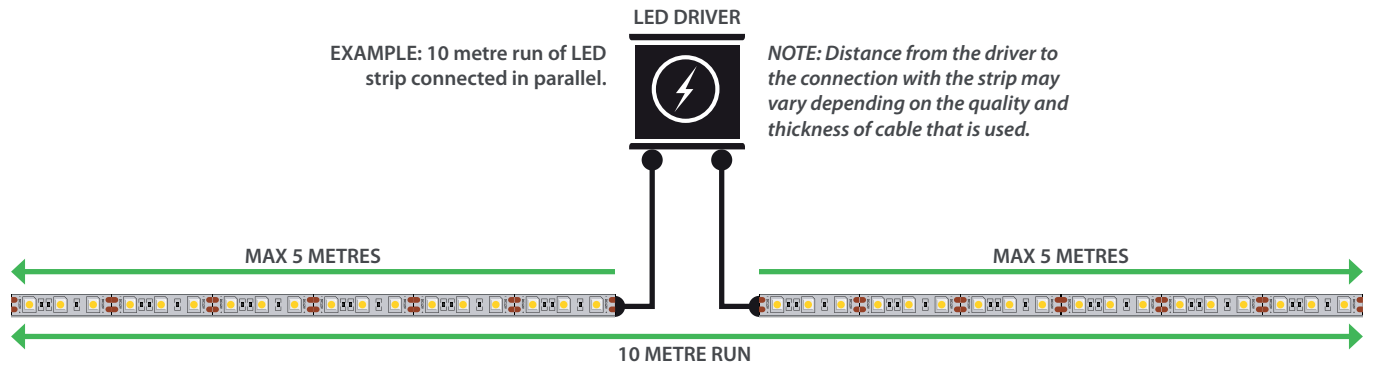 LED DRIVER
EXAMPLE: 10 metre run of LED
strip connected in parallel.
NOTE: Distance from the driver to
the connection with the strip may
vary depending on the quality and
thickness of cable that is used.
MAX 5 METRES
MAX 5 METRES
10 METRE RUN